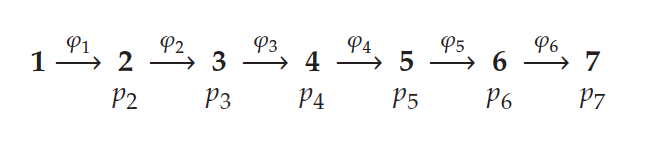 φ₁ φ₂ φ₃ φ₄ φ₅ φ₆
1 ⟶ 2 ⟶ 3 ⟶ 4 ⟶ 5 ⟶ 6 ⟶ 7
p₂ p₃ p₄ p₅ p₆ p₇